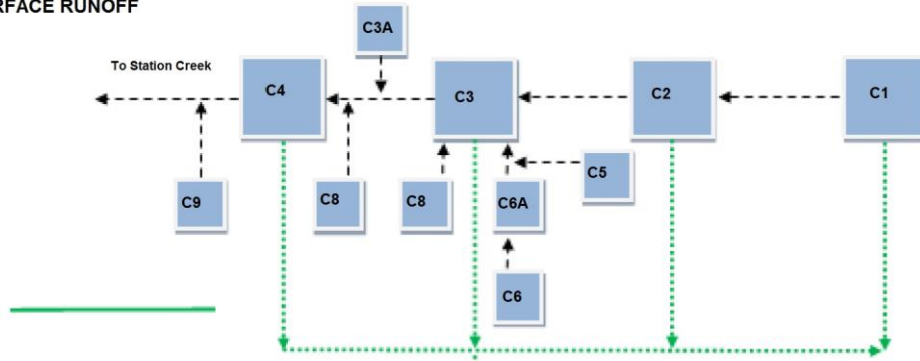 RFACE RUNOFF
C3A
To Station Creek
C4
C3
C2
C1
C9
C8
C8
C6A
C5
C6